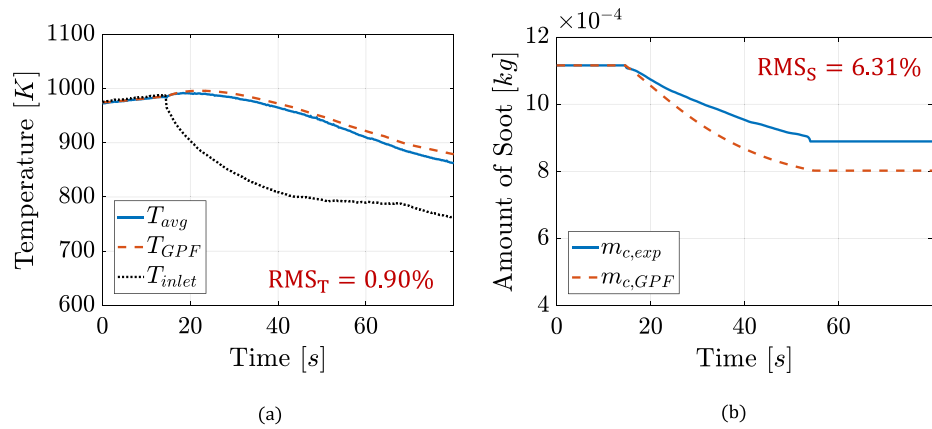 1100
1000
900
800
700
600
Temperature [K]
T_avg
T_GPF
T_inlet
RMS_T = 0.90%
0 20 40 60
Time [s]
(a)
×10⁻⁴
12
10
8
6
4
Amount of Soot [kg]
RMS_S = 6.31%
m_c,exp
m_c,GPF
0 20 40 60
Time [s]
(b)